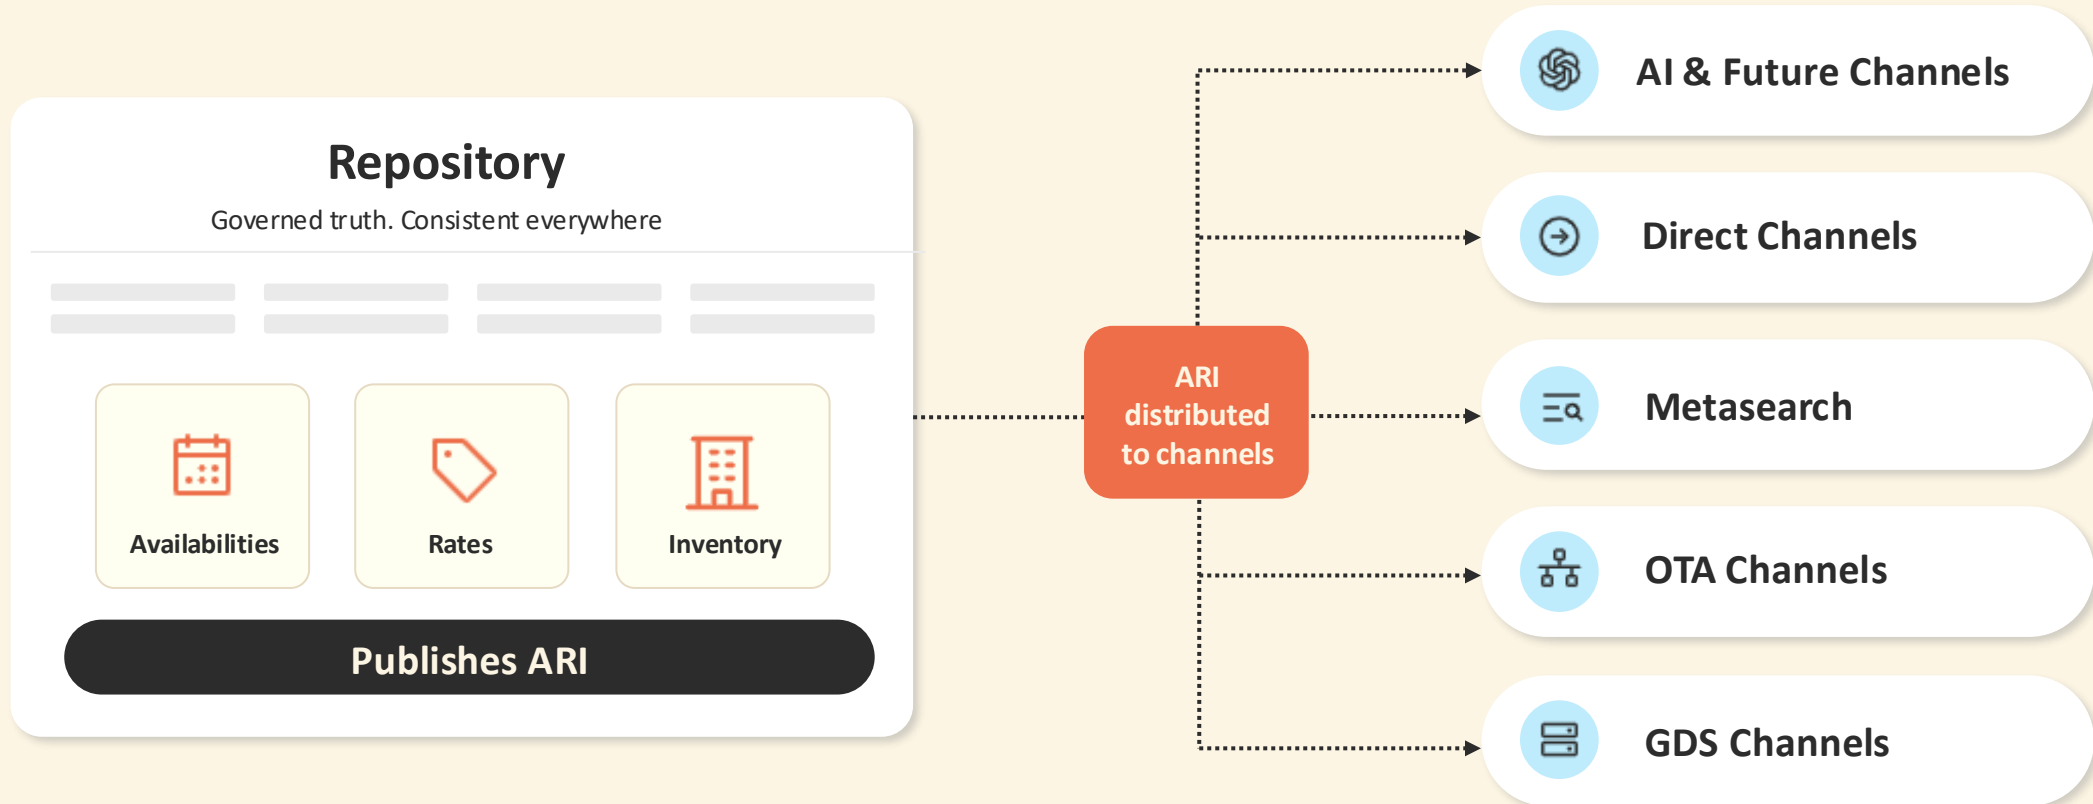 Repository
Governed truth. Consistent everywhere
Availabilities
Rates
Inventory
Publishes ARI
ARI
distributed
to channels
AI & Future Channels
Direct Channels
Metasearch
OTA Channels
GDS Channels